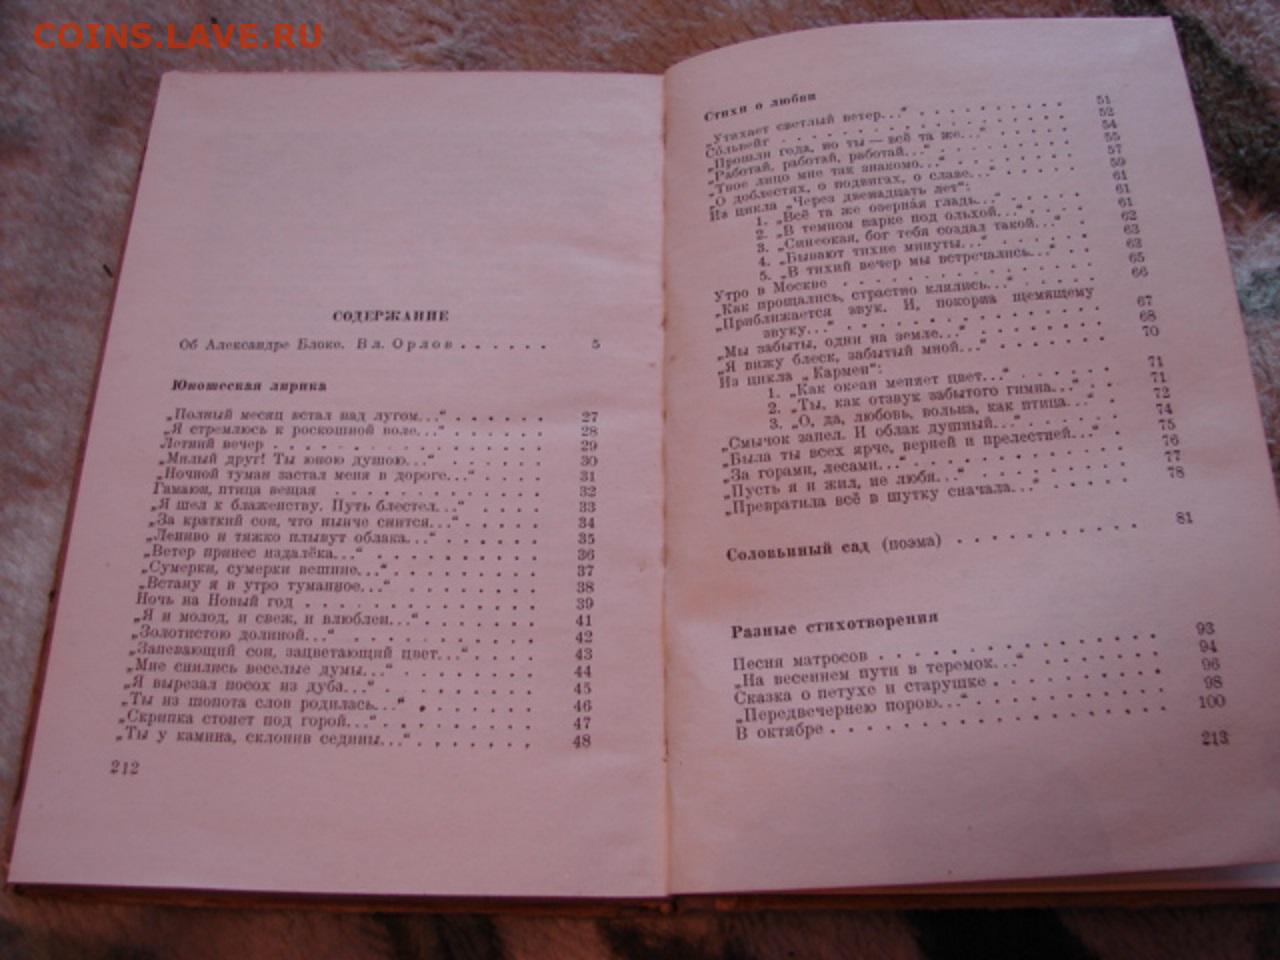 COINS.LAVE.RU
СОДЕРЖАНИЕ
Об Александре Блоке. Вл. Орлов . . . . . . 5
Юношеская лирика
„Полный месяц встал над лугом. . .“ . . . . . . 27
„Я стремлюсь к роскошной воле. . .“ . . . . . . 28
Летний вечер . . . . . . . . . . . . 29
„Милый друг! Ты юною душою. . .“ . . . . . . 30
„Ночной туман застал меня в дороге. . .“ . . . . 31
Гамаюн, птица вещая . . . . . . . . . . 32
„Я шел к блаженству. Путь блестел. . .“ . . . . 33
„За краткий сон, что нынче снится. . .“ . . . . . 34
„Лениво и тяжко плывут облака. . .“ . . . . . . 35
„Ветер принес издалёка. . .“ . . . . . . . . 36
„Сумерки, сумерки вешние. . .“ . . . . . . . 37
„Встану я в утро туманное. . .“ . . . . . . . 38
Ночь на Новый год . . . . . . . . . . . 39
„Я и молод, и свеж, и влюблен. . .“ . . . . . . 41
„Золотистою долиной. . .“ . . . . . . . . . 42
„Запевающий сон, зацветающий цвет. . .“ . . . . 43
„Мне снились веселые думы. . .“ . . . . . . . 44
„Я вырезал посох из дуба. . .“ . . . . . . . . 45
„Ты из шопота слов родилась. . .“ . . . . . . 46
„Скрипка стонет под горой. . .“ . . . . . . . 47
„Ты у камина, склонив седины. . .“ . . . . . . 48
212
Стихи о любви
„Утихает светлый ветер. . .“ . . . . . . . . . 51
Сольвейг . . . . . . . . . . . . . . 52
„Прошли года, но ты — всё та же. . .“ . . . . . 54
„Работай, работай, работай. . .“ . . . . . . . 55
„Твое лицо мне так знакомо. . .“ . . . . . . . 57
„О доблестях, о подвигах, о славе. . .“ . . . . . 59
Из цикла „Через двенадцать лет“: 61
1. „Всё та же озерная гладь. . .“ . . . . . 61
2. „В темном парке под ольхой. . .“ . . . . 61
3. „Синеокая, бог тебя создал такой. . .“ . . 62
4. „Бывают тихие минуты. . .“ . . . . . . 63
5. „В тихий вечер мы встречались. . .“ . . . 63
Утро в Москве . . . . . . . . . . . . 65
„Как прощались, страстно клялись. . .“ . . . . . 66
„Приближается звук. И, покорна щемящему
звуку. . .“ . . . . . . . . . . . . 67
„Мы забыты, одни на земле. . .“ . . . . . . . 68
„Я вижу блеск, забытый мной. . .“ . . . . . . 70
Из цикла „Кармен“:
1. „Как океан меняет цвет. . .“ . . . . . . 71
2. „Ты, как отзвук забытого гимна. . .“ . . . 71
3. „О, да, любовь, вольна, как птица. . .“ . . 72
„Смычок запел. И облак душный. . .“ . . . . . 74
„Была ты всех ярче, верней и прелестней. . .“ . . 75
„За горами, лесами. . .“ . . . . . . . . . . 76
„Пусть я и жил, не любя. . .“ . . . . . . . . 77
„Превратила всё в шутку сначала. . .“ . . . . . 78
Соловьиный сад (поэма) . . . . . . . . . . 81
Разные стихотворения
Песня матросов . . . . . . . . . . . . 93
„На весеннем пути в теремок. . .“ . . . . . . . 94
Сказка о петухе и старушке . . . . . . . . . 96
„Передвечернею порою. . .“ . . . . . . . . . 98
В октябре . . . . . . . . . . . . . . . 100
213